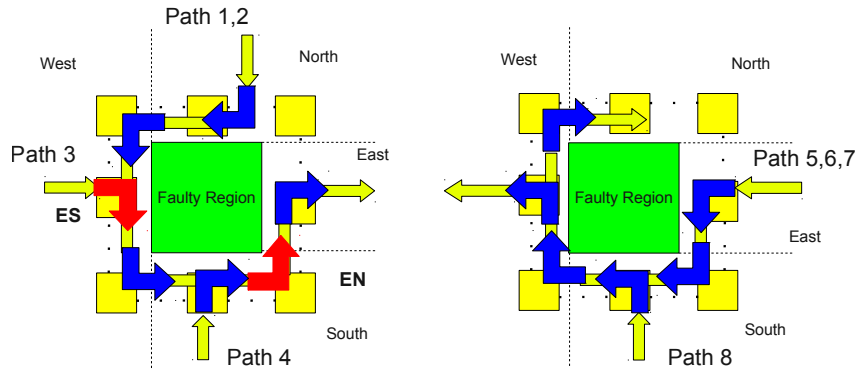 Path 1,2
West
North
Path 3
East
Faulty Region
ES
EN
South
Path 4
West
North
Path 5,6,7
Faulty Region
East
South
Path 8